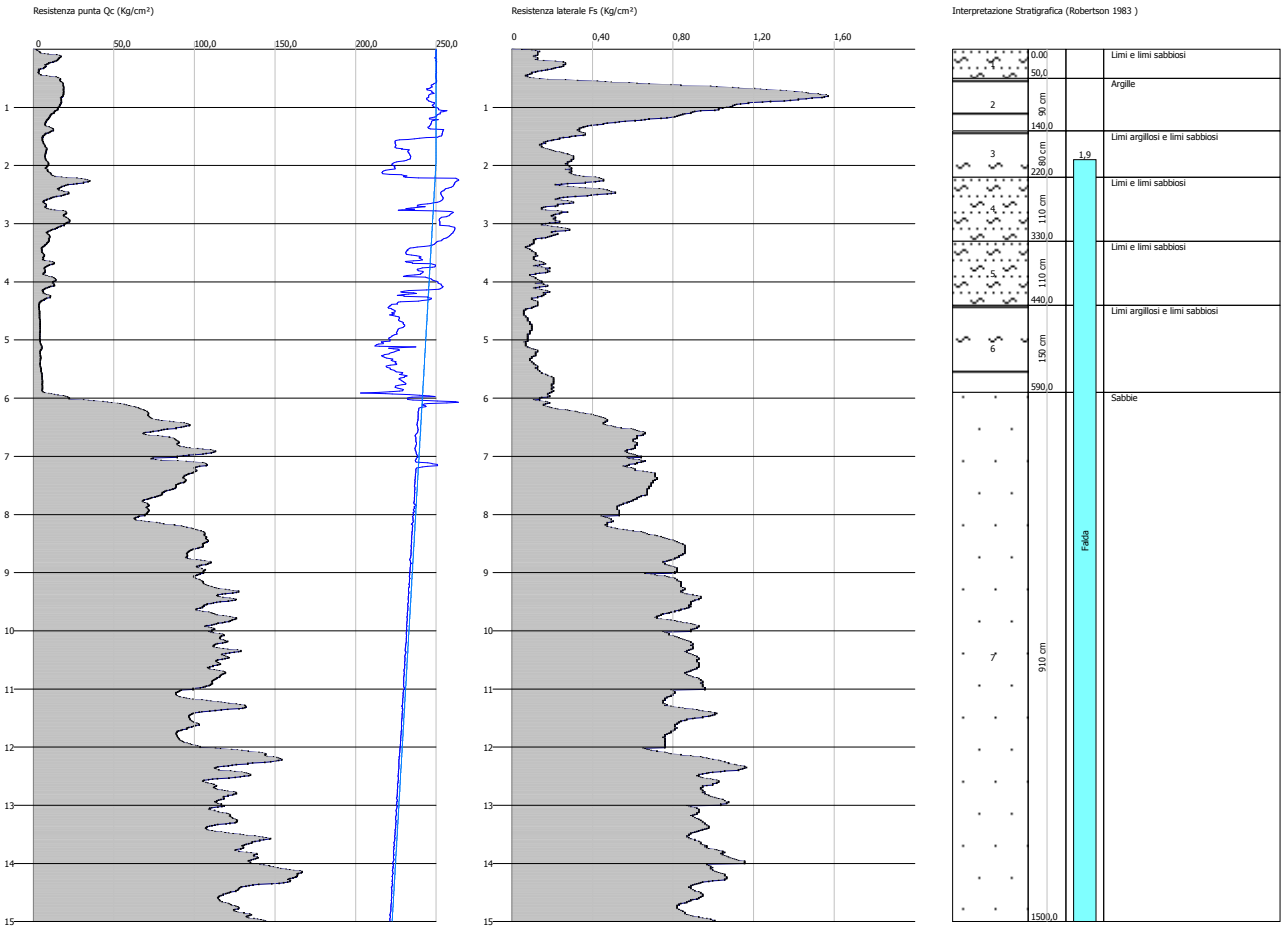 Resistenza punta Qc (Kg/cm²)
0 50,0 100,0 150,0 200,0 250,0
1
2
3
4
5
6
7
8
9
10
11
12
13
14
15
Resistenza laterale Fs (Kg/cm²)
0 0,40 0,80 1,20 1,60
1
2
3
4
5
6
7
8
9
10
11
12
13
14
15
Interpretazione Stratigrafica (Robertson 1983 )
1 0.00 50,0 Limi e limi sabbiosi
2 90 cm 140,0 Argille
3 80 cm 220,0 Limi argillosi e limi sabbiosi
1,9
4 110 cm 330,0 Limi e limi sabbiosi
5 110 cm 440,0 Limi e limi sabbiosi
6 150 cm 590,0 Limi argillosi e limi sabbiosi
7 910 cm 1500,0 Sabbie
Falda